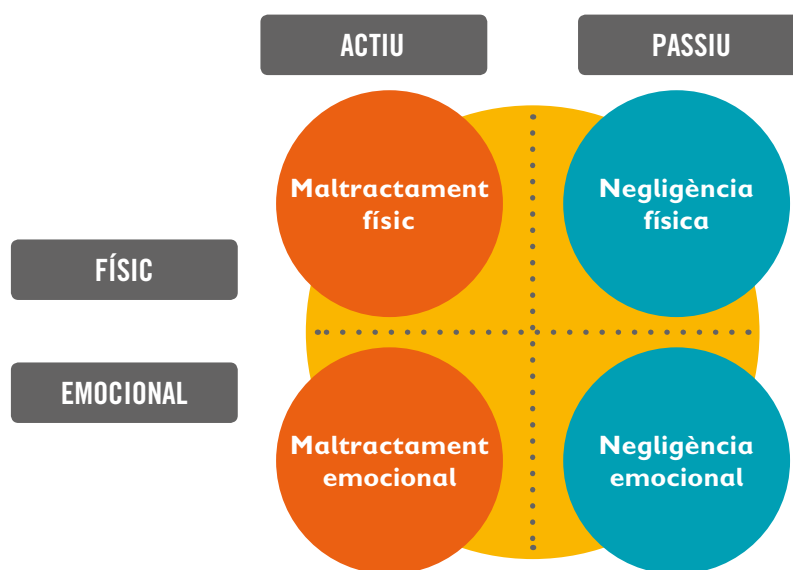 ACTIU
PASSIU
Maltractament
físic
Negligència
física
FÍSIC
EMOCIONAL
Maltractament
emocional
Negligència
emocional